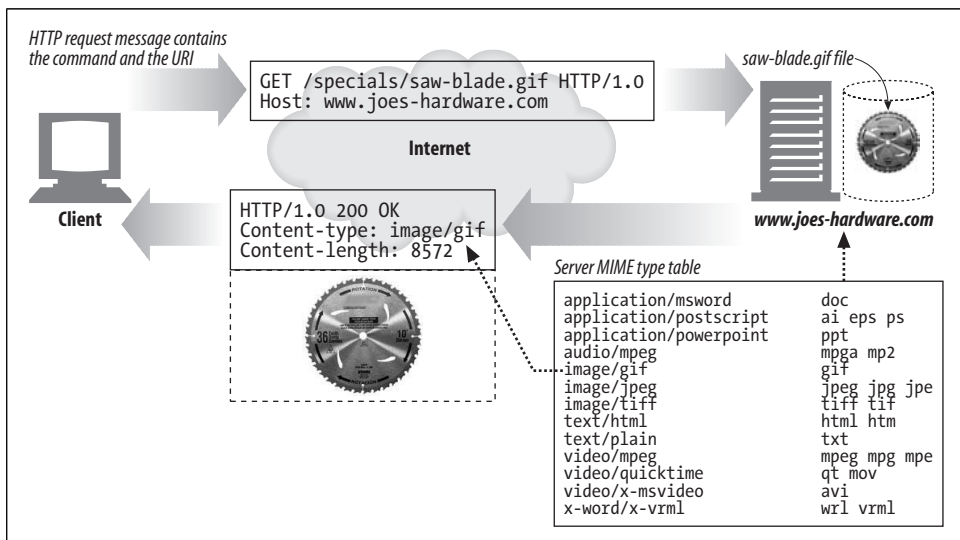 HTTP request message contains
the command and the URI
GET /specials/saw-blade.gif HTTP/1.0
Host: www.joes-hardware.com
saw-blade.gif file
Internet
Client
HTTP/1.0 200 OK
Content-type: image/gif
Content-length: 8572
www.joes-hardware.com
ROTATION
36
10"
ROTATION
Server MIME type table
application/msword doc
application/postscript ai eps ps
application/powerpoint ppt
audio/mpeg mpga mp2
image/gif gif
image/jpeg jpeg jpg jpe
image/tiff tiff tif
text/html html htm
text/plain txt
video/mpeg mpeg mpg mpe
video/quicktime qt mov
video/x-msvideo avi
x-word/x-vrml wrl vrml